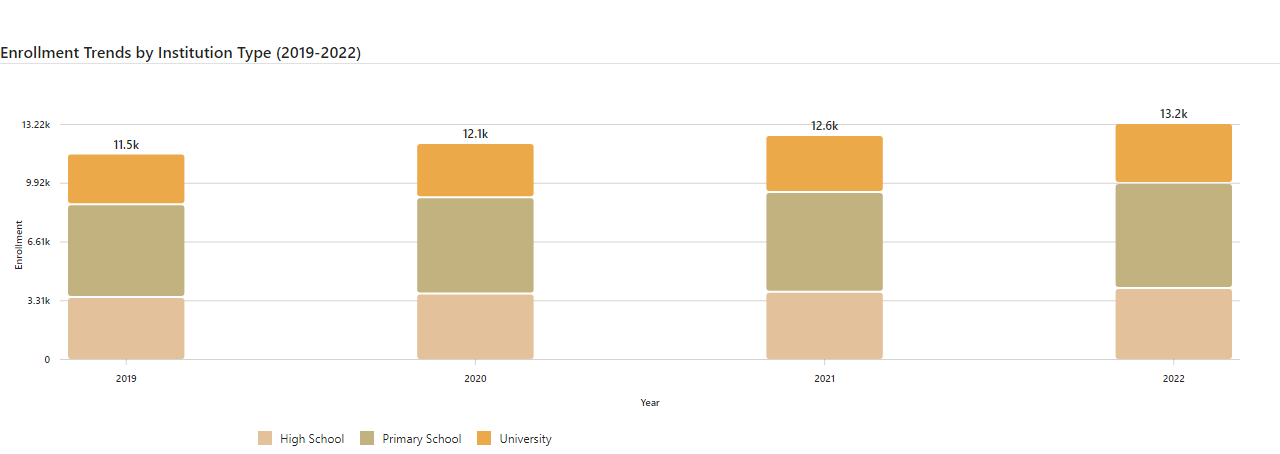 Enrollment Trends by Institution Type (2019-2022)
13.22k
9.92k
6.61k
3.31k
0
Enrollment
11.5k
12.1k
12.6k
13.2k
2019
2020
2021
2022
Year
High School
Primary School
University